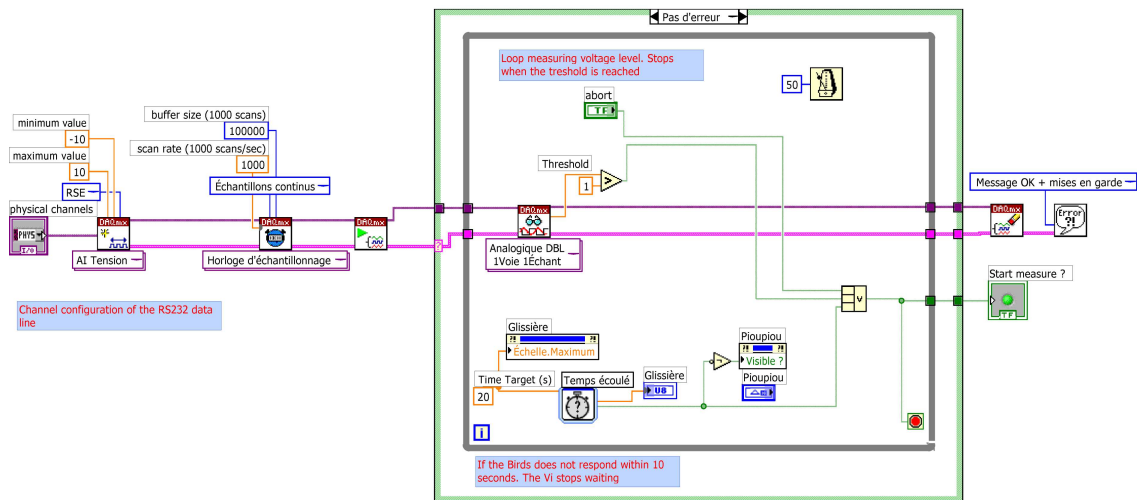 Pas d'erreur
Loop measuring voltage level. Stops
when the treshold is reached
50
abort
TF
buffer size (1000 scans)
100000
minimum value
-10
scan rate (1000 scans/sec)
1000
maximum value
10
Threshold
1
>
Échantillons continus
RSE
Message OK + mises en garde
physical channels
PHYS
I/O
DAQmx
DAQmx
DAQmx
DAQmx
DAQmx
Error
?!
?
AI Tension
Horloge d'échantillonnage
Analogique DBL
1Voie 1Échant
Start measure ?
TF
V
Channel configuration of the RS232 data
line
Glissière
?! ?!
Échelle.Maximum
Pioupiou
?! ?!
Visible ?
Time Target (s)
20
Temps écoulé
?
Glissière
U8
Pioupiou
i
If the Birds does not respond within 10
seconds. The Vi stops waiting